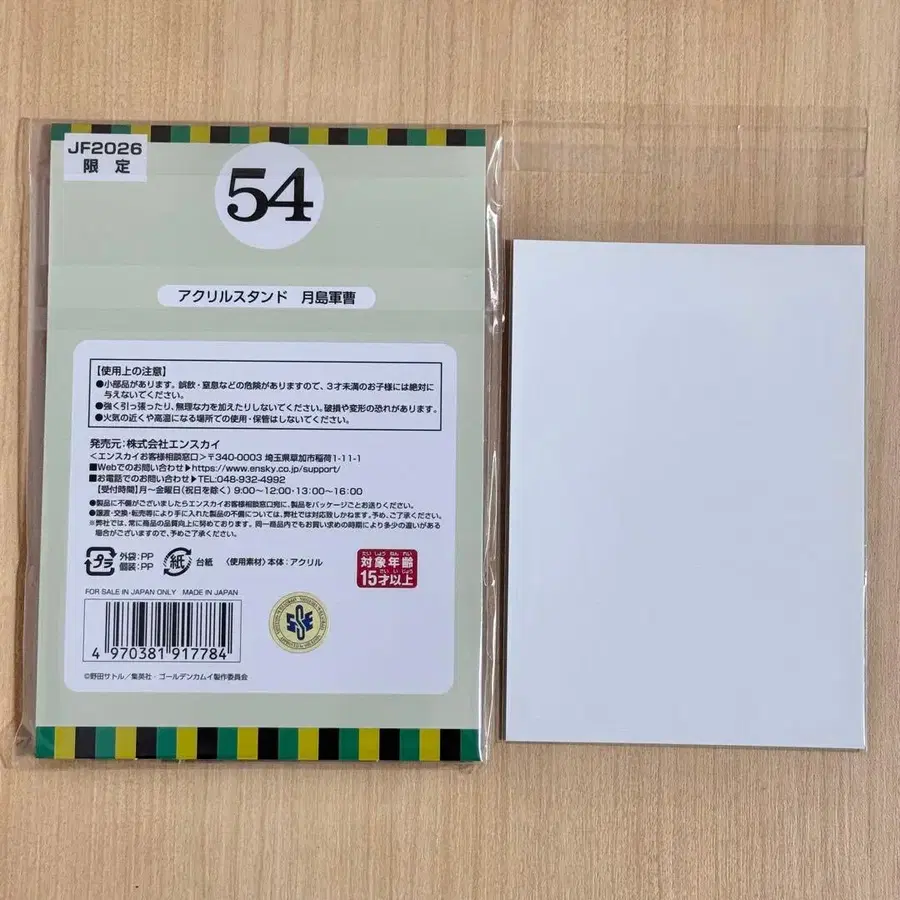 JF2026
限 定
54
アクリルスタンド 月島軍曹
【使用上の注意】
●小部品があります。誤飲・窒息などの危険がありますので、3才未満のお子様には絶対に
与えないでください。
●強く引っ張ったり、無理な力を加えたりしないでください。破損や変形の恐れがあります。
●火気の近くや高温になる場所での使用・保管はしないでください。
発売元:株式会社エンスカイ
<エンスカイお客様相談窓口>〒340-0003 埼玉県草加市稲荷1-1-11
■Webでのお問い合わせ▶https://www.ensky.co.jp/support/
■お電話でのお問い合わせ▶TEL:048-932-4992
【受付時間】月〜金曜日(祝日を除く) 9:00〜12:00・13:00〜16:00
●製品に不備がございましたらエンスカイお客様相談窓口宛に、製品をパッケージごとお送りください。
●譲渡・交換・転売等により手に入れた製品の不備については、弊社では対応致しかねます。予め、ご了承ください。
※弊社では、常に商品の品質向上に努めております。同一商品内でもお買い求めの時期により多少の違いがある
場合がございますので、予めご了承ください。
プラ
外袋:PP
個装:PP
紙
台紙
〈使用素材〉本体:アクリル
たい しょう ねん れい
対象年齢
さい い じょう
15才以上
FOR SALE IN JAPAN ONLY MADE IN JAPAN
4 970381 917784
©野田サトル/集英社・ゴールデンカムイ製作委員会